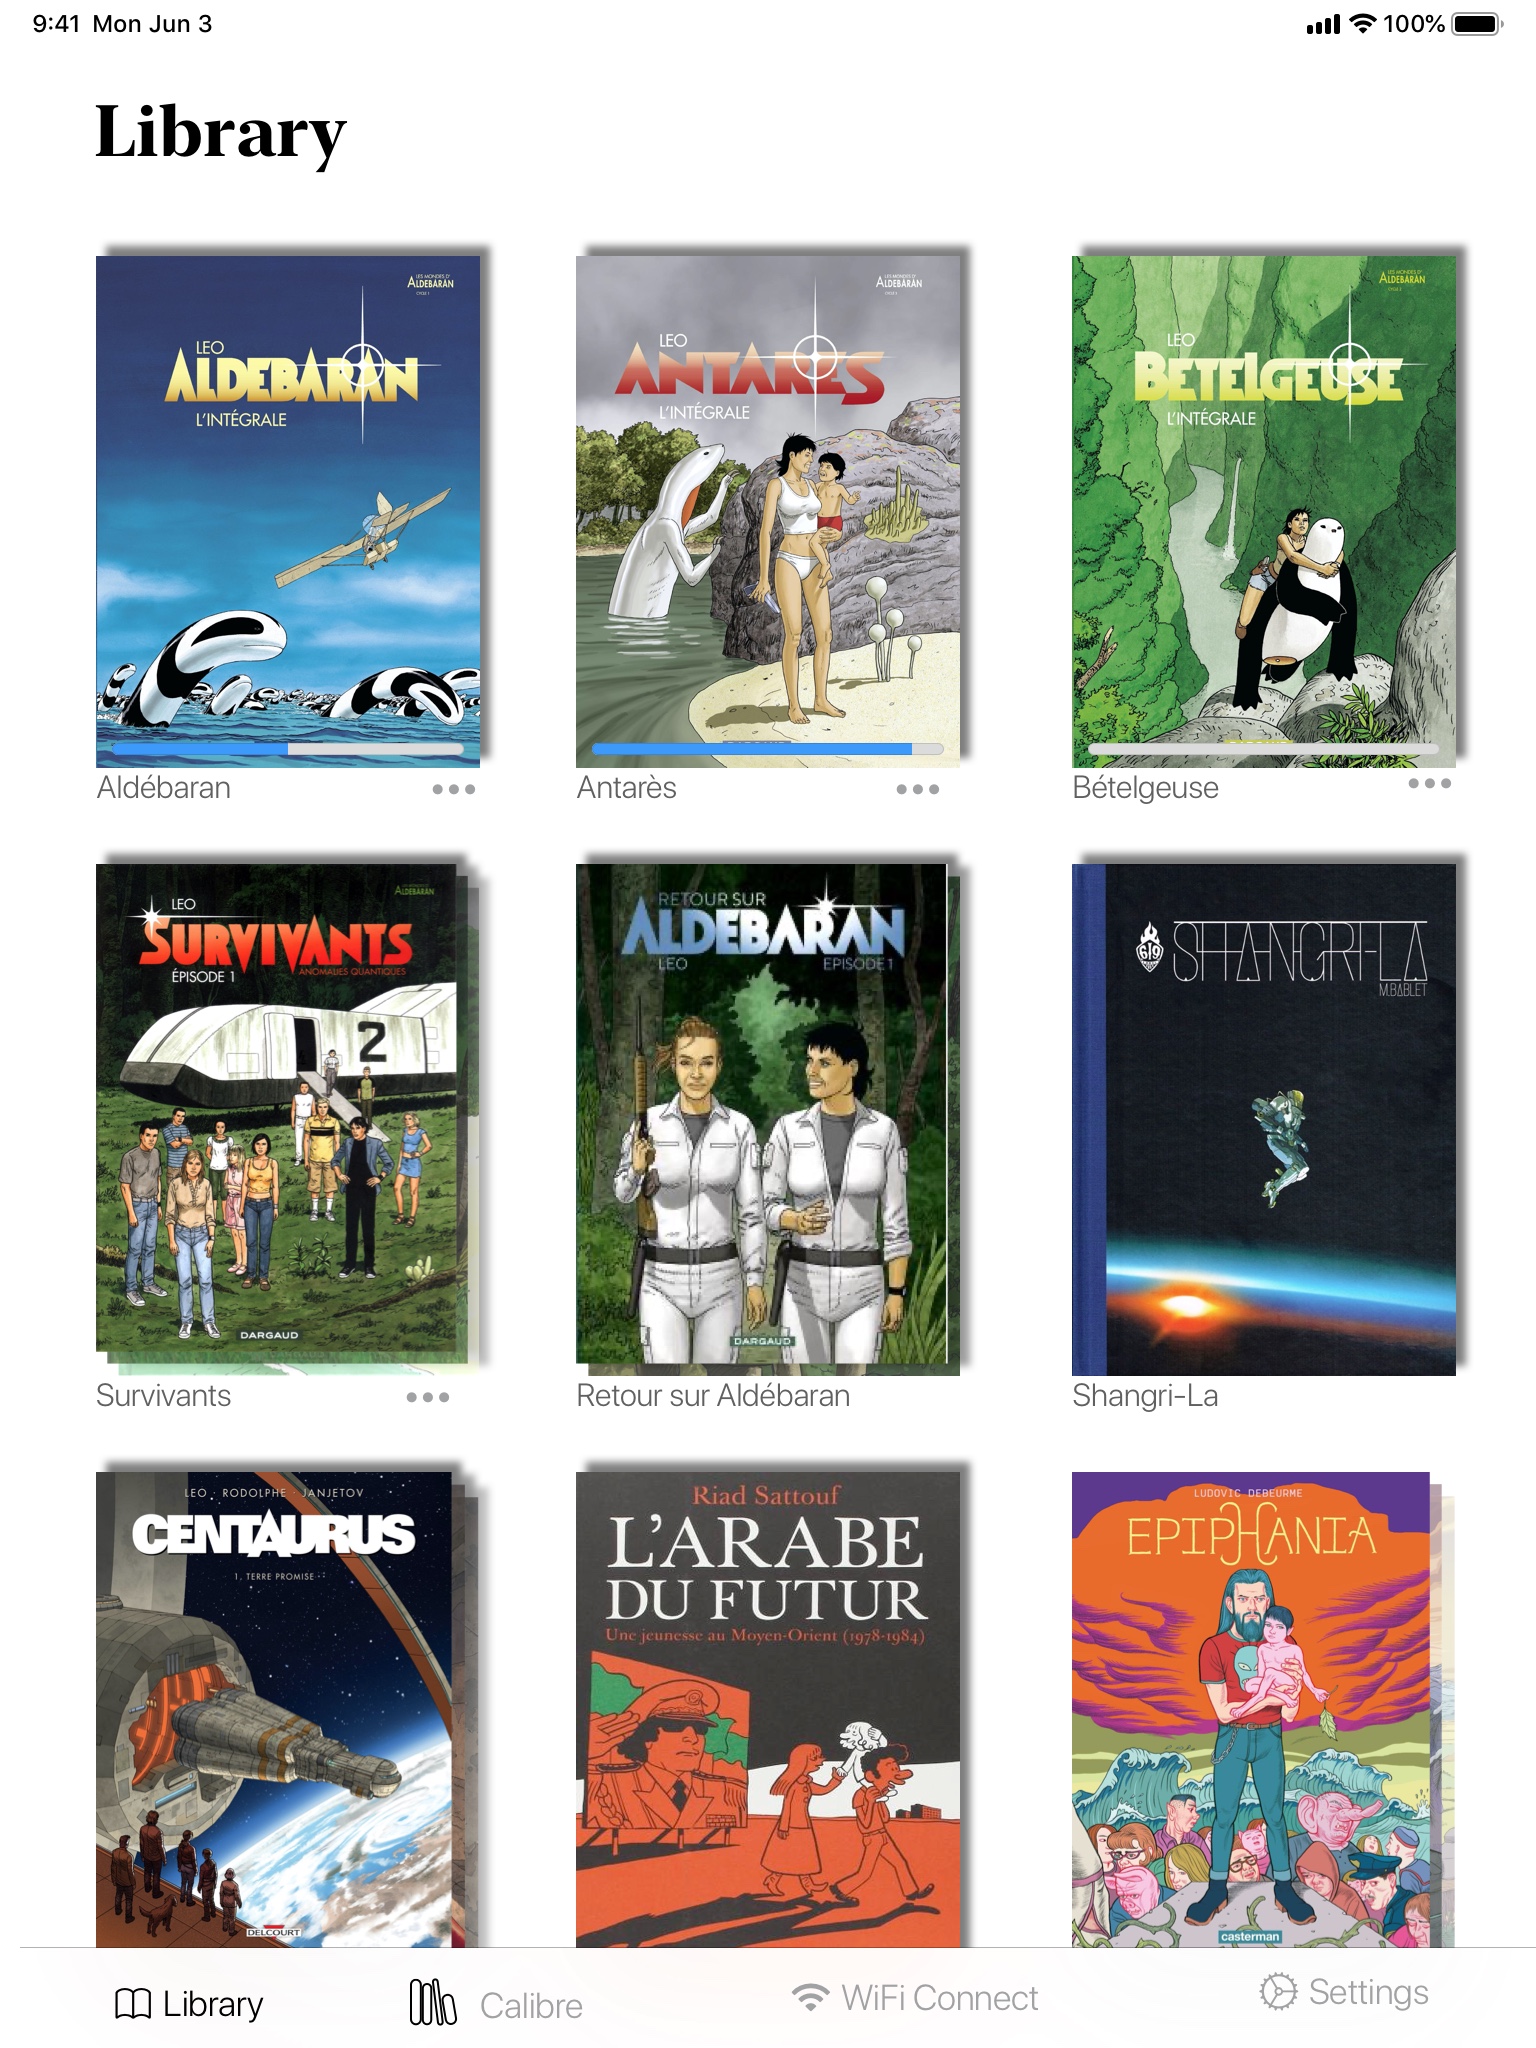 9:41 Mon Jun 3
100%
Library
LES MONDES D'
ALDEBARAN
CYCLE 1
LEO
ALDEBARAN
L'INTÉGRALE
Aldébaran
LES MONDES D'
ALDEBARAN
LEO
ANTARES
L'INTÉGRALE
Antarès
LES MONDES D'
ALDEBARAN
LEO
BETELGEUSE
L'INTÉGRALE
Bételgeuse
ALDEBARAN
LEO
SURVIVANTS
ANOMALIES QUANTIQUES
ÉPISODE 1
2
DARGAUD
Survivants
RETOUR SUR
ALDEBARAN
LEO EPISODE 1
DARGAUD
Retour sur Aldébaran
619
SHANGRI-LA
M.BABLET
Shangri-La
LEO · RODOLPHE · JANJETOV
CENTAURUS
1. TERRE PROMISE
DELCOURT
Riad Sattouf
L'ARABE
DU FUTUR
Une jeunesse au Moyen-Orient (1978-1984)
LUDOVIC DEBEURME
EPIPHANIA
casterman
Library
Calibre
WiFi Connect
Settings